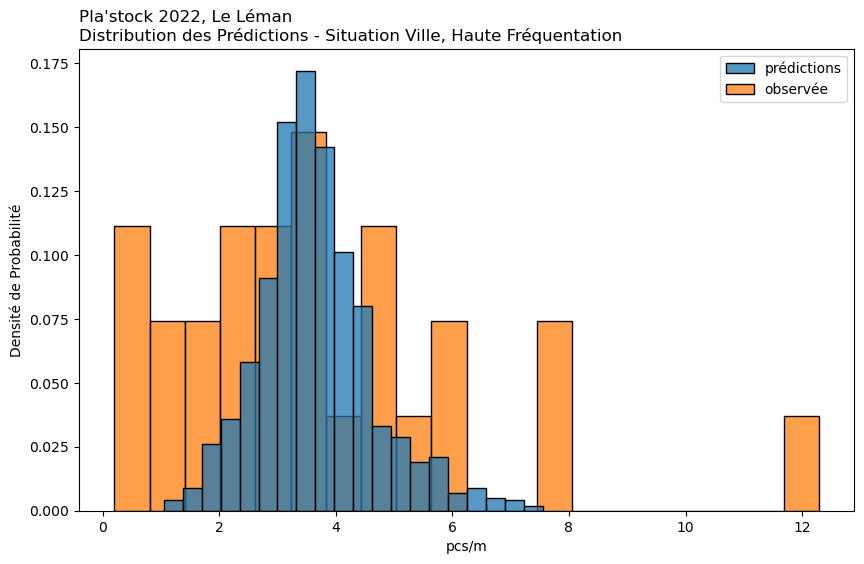 Pla'stock 2022, Le Léman
Distribution des Prédictions - Situation Ville, Haute Fréquentation
prédictions
observée
Densité de Probabilité
0.175
0.150
0.125
0.100
0.075
0.050
0.025
0.000
0 2 4 6 8 10 12
pcs/m